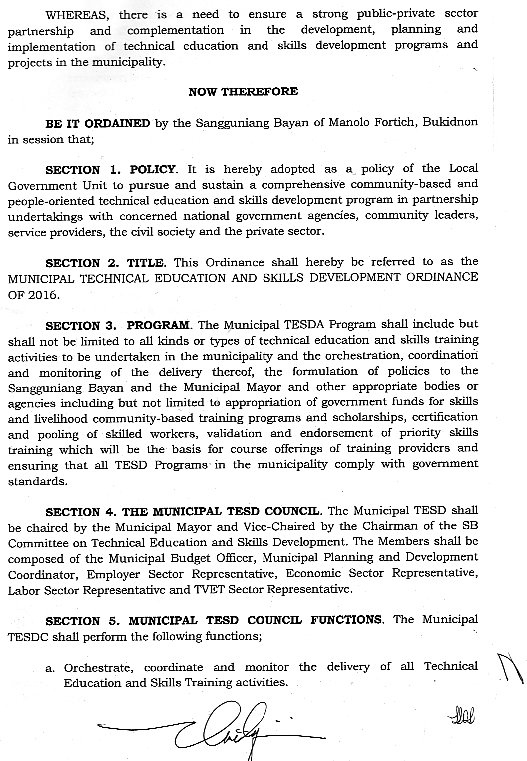 WHEREAS, there is a need to ensure a strong public-private sector
partnership and complementation in the development, planning and
implementation of technical education and skills development programs and
projects in the municipality.
NOW THEREFORE
BE IT ORDAINED by the Sangguniang Bayan of Manolo Fortich, Bukidnon
in session that;
SECTION 1. POLICY. It is hereby adopted as a policy of the Local
Government Unit to pursue and sustain a comprehensive community-based and
people-oriented technical education and skills development program in partnership
undertakings with concerned national government agencies, community leaders,
service providers, the civil society and the private sector.
SECTION 2. TITLE. This Ordinance shall hereby be referred to as the
MUNICIPAL TECHNICAL EDUCATION AND SKILLS DEVELOPMENT ORDINANCE
OF 2016.
SECTION 3. PROGRAM. The Municipal TESDA Program shall include but
shall not be limited to all kinds or types of technical education and skills training
activities to be undertaken in the municipality and the orchestration, coordination
and monitoring of the delivery thereof, the formulation of policies to the
Sangguniang Bayan and the Municipal Mayor and other appropriate bodies or
agencies including but not limited to appropriation of government funds for skills
and livelihood community-based training programs and scholarships, certification
and pooling of skilled workers, validation and endorsement of priority skills
training which will be the basis for course offerings of training providers and
ensuring that all TESD Programs in the municipality comply with government
standards.
SECTION 4. THE MUNICIPAL TESD COUNCIL. The Municipal TESD shall
be chaired by the Municipal Mayor and Vice-Chaired by the Chairman of the SB
Committee on Technical Education and Skills Development. The Members shall be
composed of the Municipal Budget Officer, Municipal Planning and Development
Coordinator, Employer Sector Representative, Economic Sector Representative,
Labor Sector Representative and TVET Sector Representative.
SECTION 5. MUNICIPAL TESD COUNCIL FUNCTIONS. The Municipal
TESDC shall perform the following functions;
a. Orchestrate, coordinate and monitor the delivery of all Technical
Education and Skills Training activities.